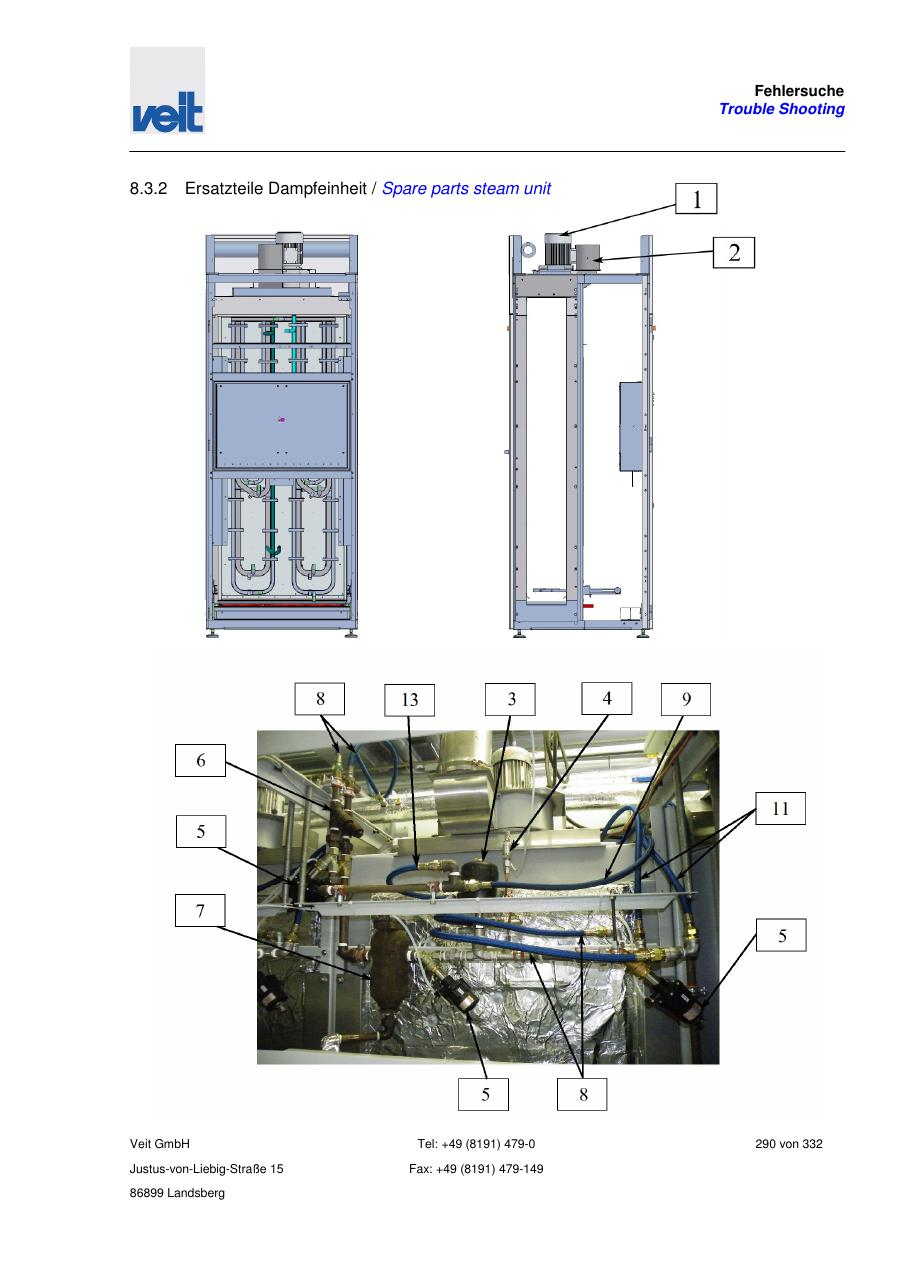 veit
Fehlersuche
Trouble Shooting
8.3.2 Ersatzteile Dampfeinheit / Spare parts steam unit
1
2
8
13
3
4
9
6
11
5
7
5
5
8
Veit GmbH
Tel: +49 (8191) 479-0
290 von 332
Justus-von-Liebig-Straße 15
Fax: +49 (8191) 479-149
86899 Landsberg